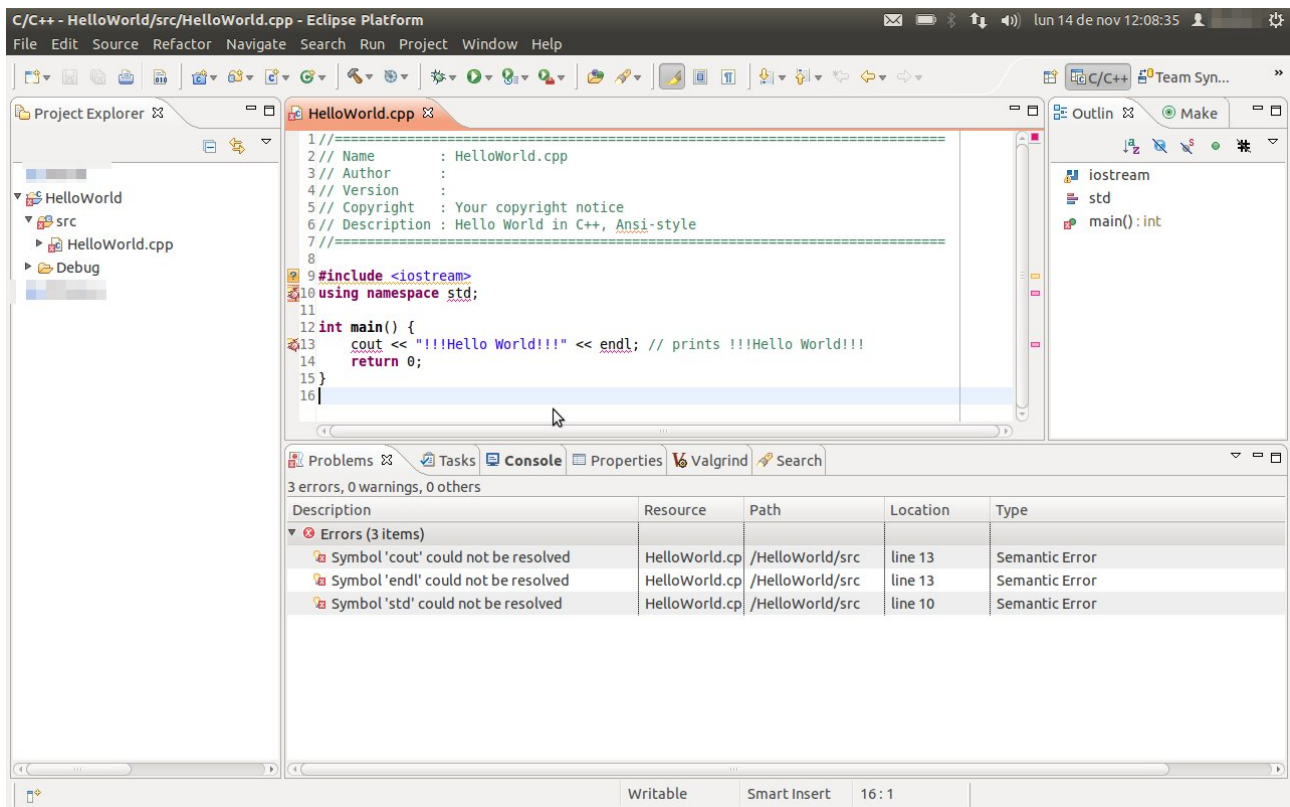 C/C++ - HelloWorld/src/HelloWorld.cpp - Eclipse Platform
lun 14 de nov 12:08:35
File Edit Source Refactor Navigate Search Run Project Window Help
C/C++ Team Syn... »
Project Explorer
HelloWorld
src
HelloWorld.cpp
Debug
HelloWorld.cpp
1 //=============================================================================
2 // Name        : HelloWorld.cpp
3 // Author      :
4 // Version     :
5 // Copyright   : Your copyright notice
6 // Description : Hello World in C++, Ansi-style
7 //=============================================================================
8
9 #include <iostream>
10 using namespace std;
11
12 int main() {
13     cout << "!!!Hello World!!!" << endl; // prints !!!Hello World!!!
14     return 0;
15 }
16
Outlin Make
iostream
std
main() : int
Problems Tasks Console Properties Valgrind Search
3 errors, 0 warnings, 0 others
Description Resource Path Location Type
Errors (3 items)
Symbol 'cout' could not be resolved HelloWorld.cp /HelloWorld/src line 13 Semantic Error
Symbol 'endl' could not be resolved HelloWorld.cp /HelloWorld/src line 13 Semantic Error
Symbol 'std' could not be resolved HelloWorld.cp /HelloWorld/src line 10 Semantic Error
Writable Smart Insert 16 : 1